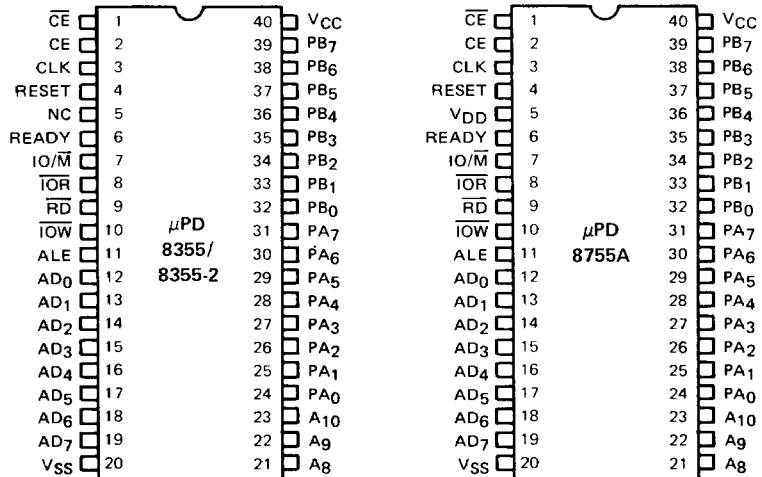 C̅E̅ 1 40 VCC
CE 2 39 PB7
CLK 3 38 PB6
RESET 4 37 PB5
NC 5 36 PB4
READY 6 35 PB3
IO/M̅ 7 34 PB2
I̅O̅R̅ 8 33 PB1
R̅D̅ 9 32 PB0
I̅O̅W̅ 10 31 PA7
ALE 11 30 PA6
AD0 12 29 PA5
AD1 13 28 PA4
AD2 14 27 PA3
AD3 15 26 PA2
AD4 16 25 PA1
AD5 17 24 PA0
AD6 18 23 A10
AD7 19 22 A9
VSS 20 21 A8
μPD
8355/
8355-2
C̅E̅ 1 40 VCC
CE 2 39 PB7
CLK 3 38 PB6
RESET 4 37 PB5
VDD 5 36 PB4
READY 6 35 PB3
IO/M̅ 7 34 PB2
I̅O̅R̅ 8 33 PB1
R̅D̅ 9 32 PB0
I̅O̅W̅ 10 31 PA7
ALE 11 30 PA6
AD0 12 29 PA5
AD1 13 28 PA4
AD2 14 27 PA3
AD3 15 26 PA2
AD4 16 25 PA1
AD5 17 24 PA0
AD6 18 23 A10
AD7 19 22 A9
VSS 20 21 A8
μPD
8755A